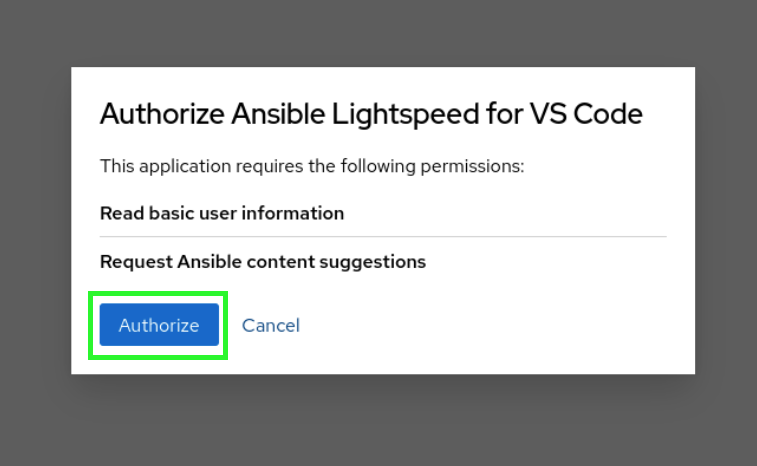 Authorize Ansible Lightspeed for VS Code
This application requires the following permissions:
Read basic user information
Request Ansible content suggestions
Authorize Cancel